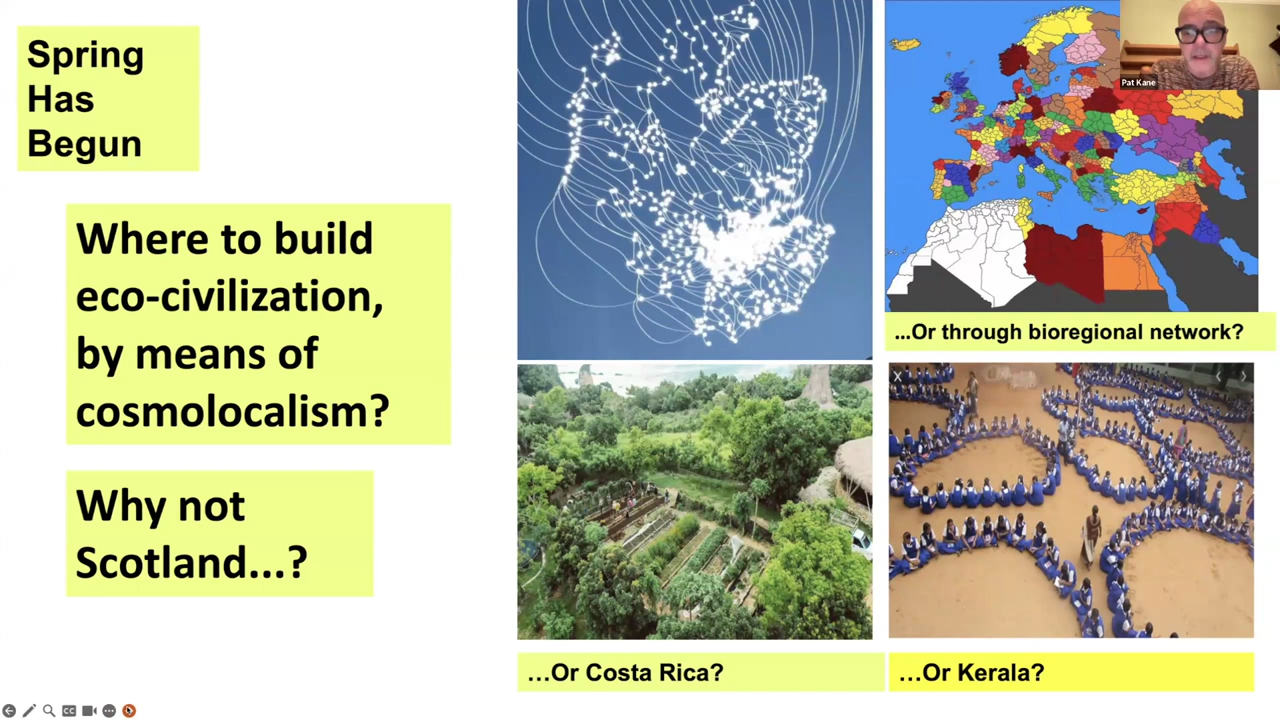 Spring
Has
Begun
Where to build
eco-civilization,
by means of
cosmolocalism?
Why not
Scotland...?
Pat Kane
...Or through bioregional network?
...Or Costa Rica?
...Or Kerala?
CC